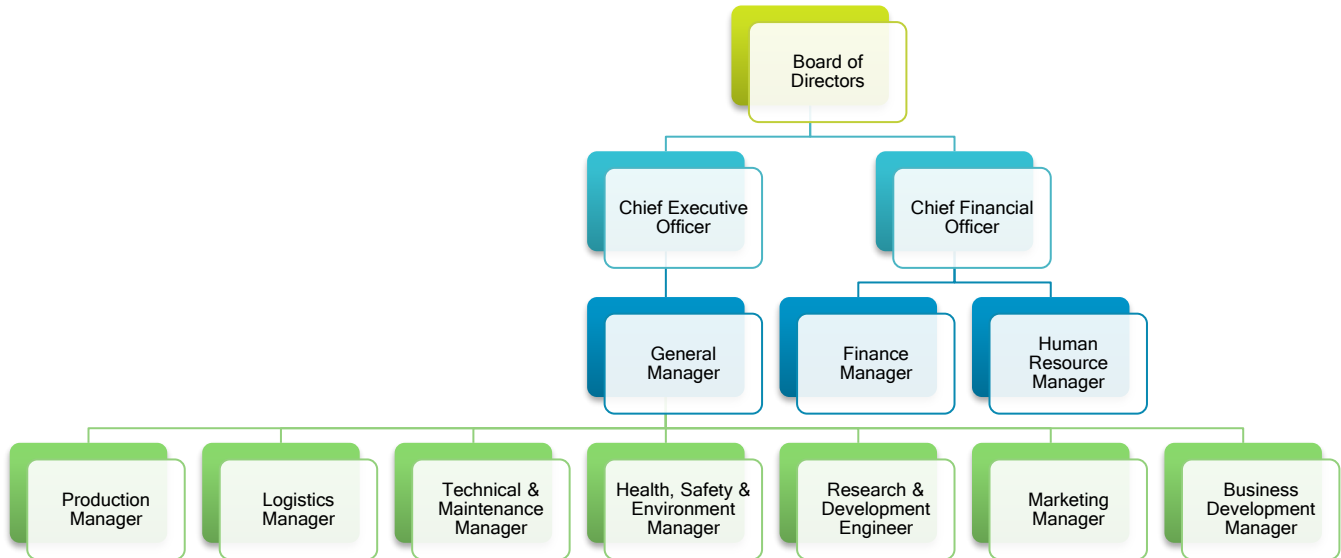 Board of
Directors
Chief Executive
Officer
Chief Financial
Officer
General
Manager
Finance
Manager
Human
Resource
Manager
Production
Manager
Logistics
Manager
Technical &
Maintenance
Manager
Health, Safety &
Environment
Manager
Research &
Development
Engineer
Marketing
Manager
Business
Development
Manager